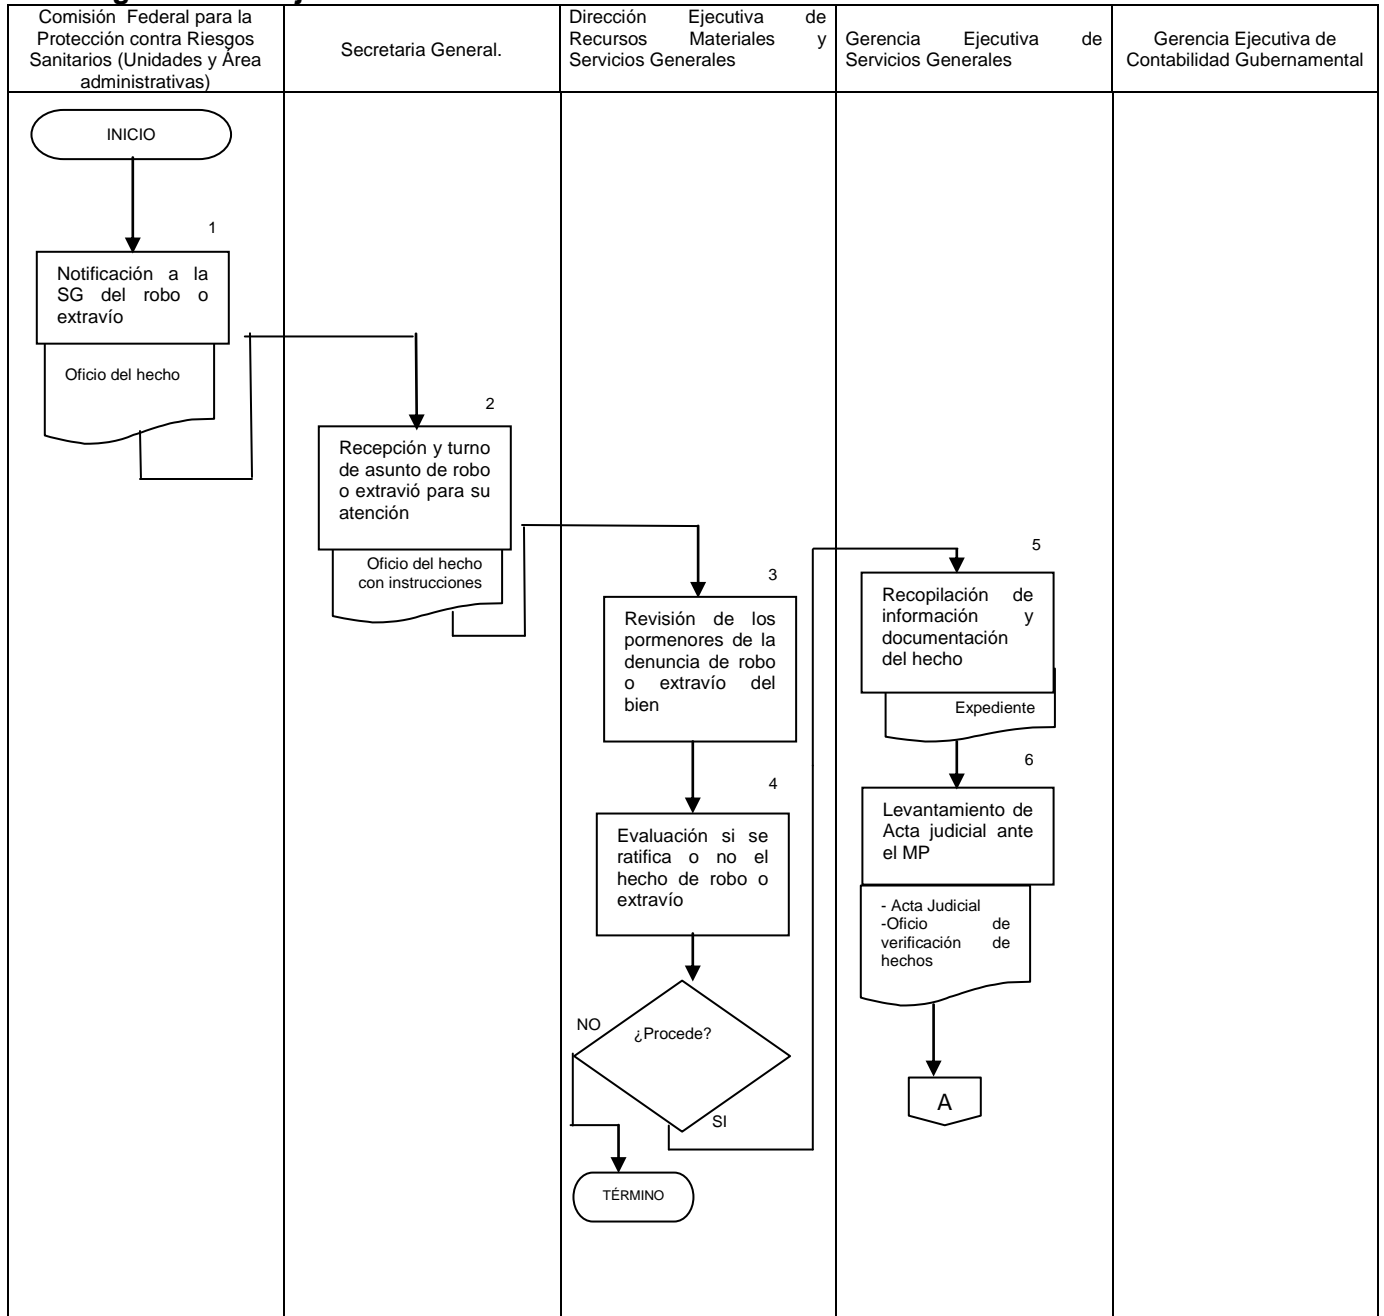 Comisión Federal para la
Protección contra Riesgos
Sanitarios (Unidades y Área
administrativas)
Secretaria General.
Dirección Ejecutiva de
Recursos Materiales y
Servicios Generales
Gerencia Ejecutiva de
Servicios Generales
Gerencia Ejecutiva de
Contabilidad Gubernamental
INICIO
1
Notificación a la
SG del robo o
extravío
Oficio del hecho
2
Recepción y turno
de asunto de robo
o extravió para su
atención
Oficio del hecho
con instrucciones
3
Revisión de los
pormenores de la
denuncia de robo
o extravío del
bien
4
Evaluación si se
ratifica o no el
hecho de robo o
extravío
¿Procede?
NO
SI
TÉRMINO
5
Recopilación de
información y
documentación
del hecho
Expediente
6
Levantamiento de
Acta judicial ante
el MP
- Acta Judicial
-Oficio de
verificación de
hechos
A